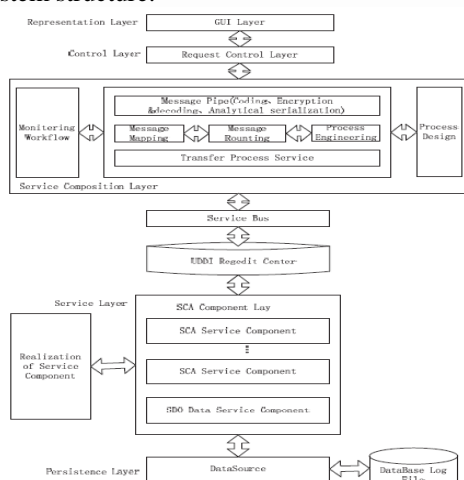 stem structure.
Representation Layer
GUI Layer
Control Layer
Request Control Layer
Message Pipe(Coding、Encryption
&decoding、Analytical serialization)
Monitering
Workflow
Message
Mapping
Message
Rounting
Process
Engineering
Process
Design
Transfer Process Service
Service Composition Layer
Service Bus
UDDI Regedit Center
Service Layer
SCA Component Lay
SCA Service Component
SCA Service Component
Realization
of Service
Component
SDO Data Service Component
Persistence Layer
DataSource
DataBase Log
File